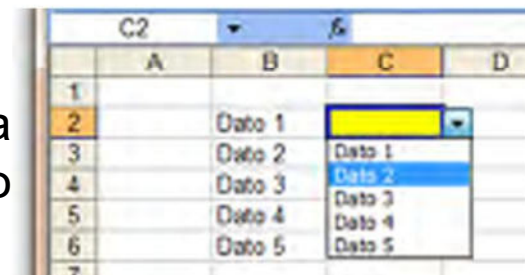 C2 fx
A B C D
1
2 Dato 1
3 Dato 2 Dato 1
4 Dato 3 Dato 2
5 Dato 4 Dato 3
6 Dato 5 Dato 4
Dato 5
7
a
o